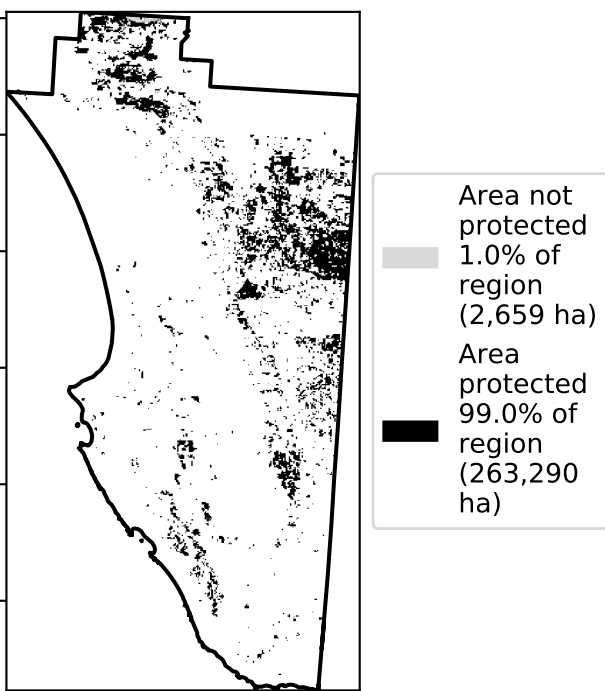 Area not
protected
1.0% of
region
(2,659 ha)
Area
protected
99.0% of
region
(263,290
ha)